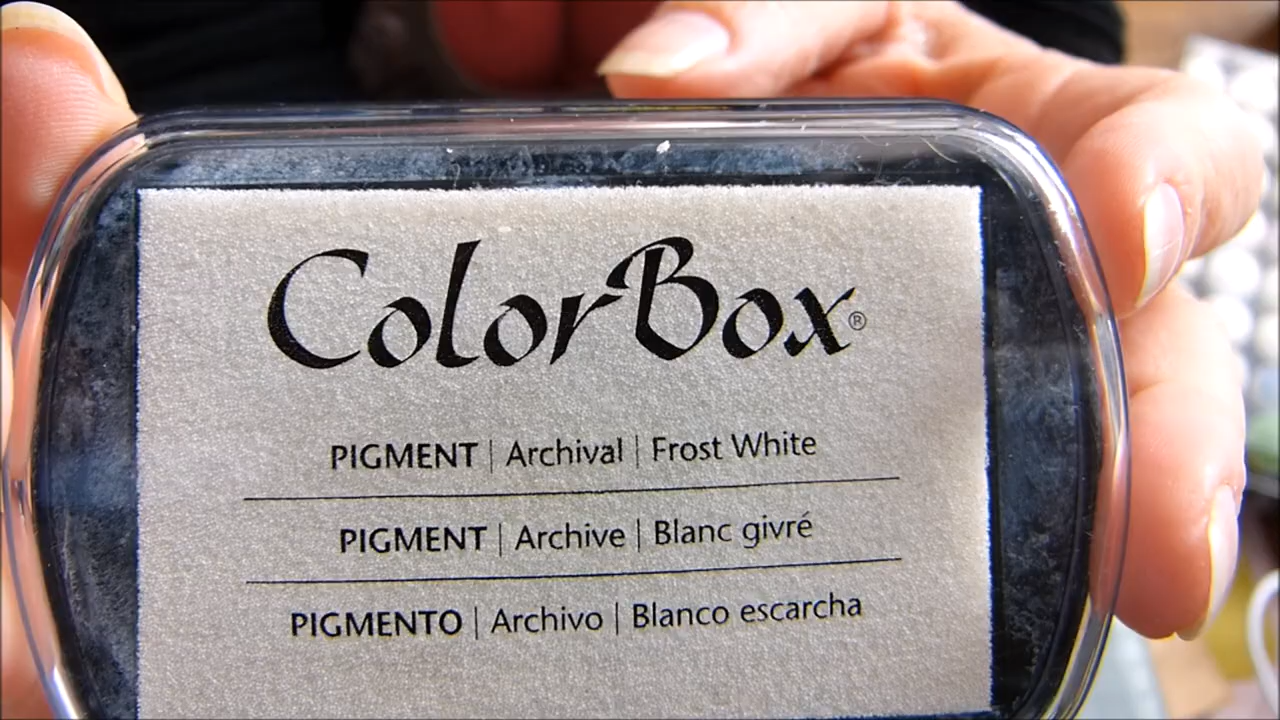 ColorBox®
PIGMENT | Archival | Frost White
PIGMENT | Archive | Blanc givré
PIGMENTO | Archivo | Blanco escarcha